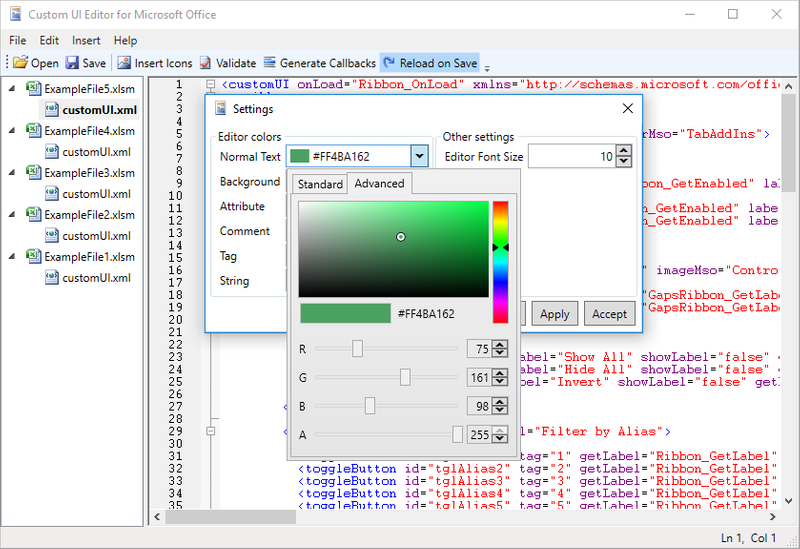 Custom UI Editor for Microsoft Office
File Edit Insert Help
Open Save Insert Icons Validate Generate Callbacks Reload on Save
ExampleFile5.xlsm
customUI.xml
ExampleFile4.xlsm
customUI.xml
ExampleFile3.xlsm
customUI.xml
ExampleFile2.xlsm
customUI.xml
ExampleFile1.xlsm
customUI.xml
1 <customUI onLoad="Ribbon_OnLoad" xmlns="http://schemas.microsoft.com/offic
2
3
4
5 rMso="TabAddIns">
6
7
8
9 bbon_GetEnabled" lab
10
11 bon_GetEnabled" label
12 bon_GetEnabled" label
13
14
15
16 " imageMso="Contro
17
18 "GapsRibbon_GetLabe
19 "GapsRibbon_GetLabe
20
21
22
23 abel="Show All" showLabel="false"
24 abel="Hide All" showLabel="false"
25 abel="Invert" showLabel="false" getL
26
27 <
28
29 < l="Filter by Alias">
30
31 tag="1" getLabel="Ribbon_GetLabel"
32 <toggleButton id="tglAlias2" tag="2" getLabel="Ribbon_GetLabel"
33 <toggleButton id="tglAlias3" tag="3" getLabel="Ribbon_GetLabel"
34 <toggleButton id="tglAlias4" tag="4" getLabel="Ribbon_GetLabel"
35 <toggleButton id="tglAlias5" tag="5" getLabel="Ribbon_GetLabel"
Settings
Editor colors
Normal Text #FF4BA162
Background
Attribute
Comment
Tag
String
Other settings
Editor Font Size 10
Apply Accept
Standard Advanced
#FF4BA162
R 75
G 161
B 98
A 255
Ln 1, Col 1